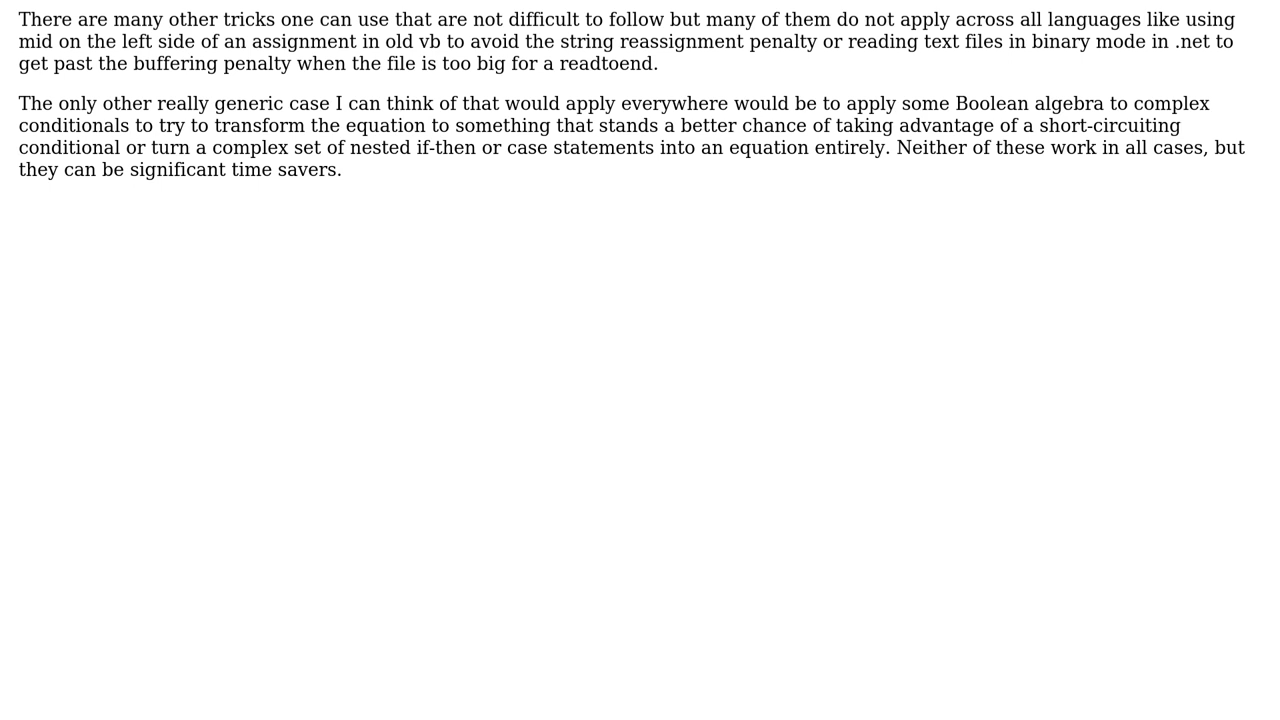 There are many other tricks one can use that are not difficult to follow but many of them do not apply across all languages like using
mid on the left side of an assignment in old vb to avoid the string reassignment penalty or reading text files in binary mode in .net to
get past the buffering penalty when the file is too big for a readtoend.
The only other really generic case I can think of that would apply everywhere would be to apply some Boolean algebra to complex
conditionals to try to transform the equation to something that stands a better chance of taking advantage of a short-circuiting
conditional or turn a complex set of nested if-then or case statements into an equation entirely. Neither of these work in all cases, but
they can be significant time savers.